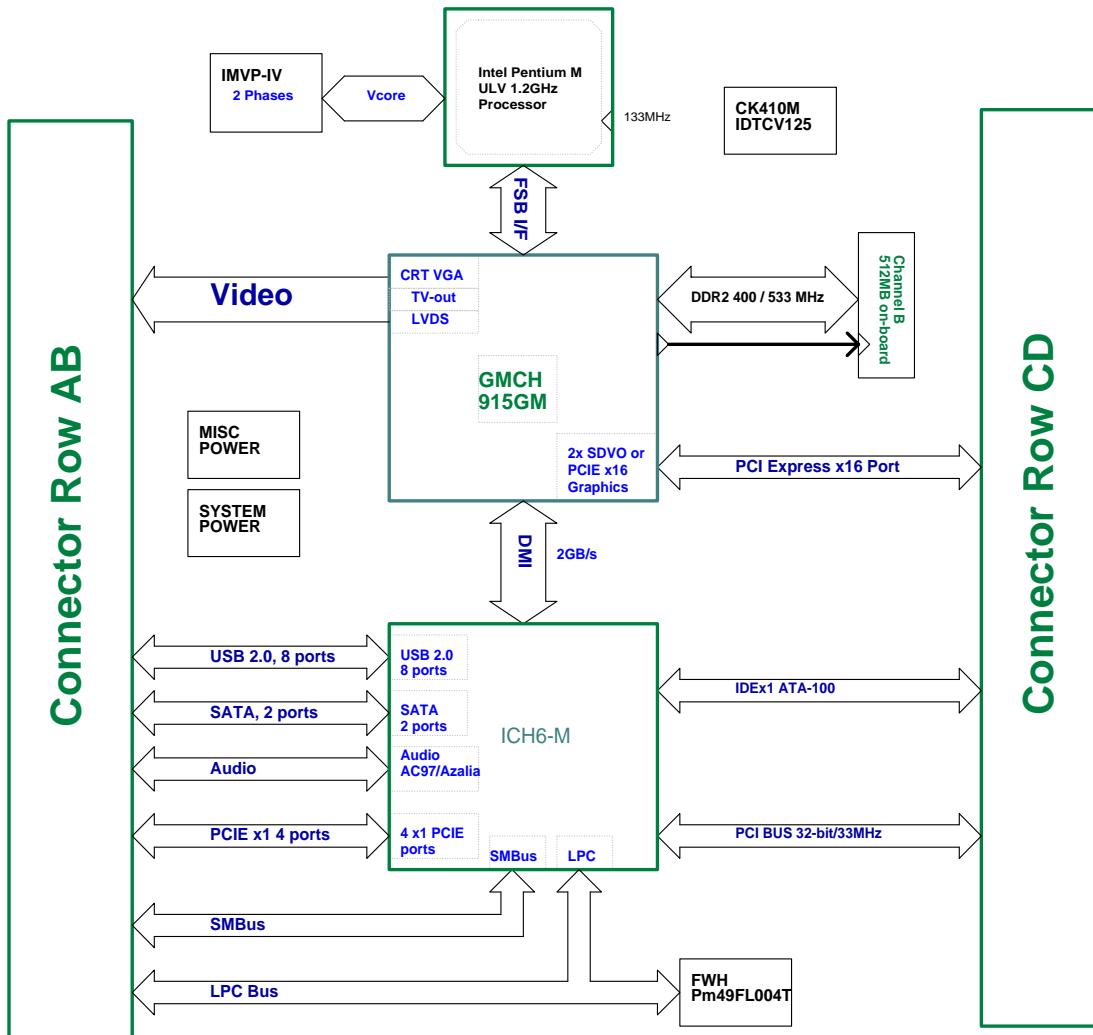 IMVP-IV
2 Phases
Vcore
Intel Pentium M
ULV 1.2GHz
Processor
133MHz
CK410M
IDTCV125
FSB I/F
Connector Row AB
Video
CRT VGA
TV-out
LVDS
GMCH
915GM
2x SDVO or
PCIE x16
Graphics
DDR2 400 / 533 MHz
Channel B
512MB on-board
PCI Express x16 Port
Connector Row CD
MISC
POWER
SYSTEM
POWER
DMI
2GB/s
USB 2.0, 8 ports
USB 2.0
8 ports
SATA, 2 ports
SATA
2 ports
Audio
Audio
AC97/Azalia
PCIE x1 4 ports
4 x1 PCIE
ports
ICH6-M
SMBus
LPC
IDEx1 ATA-100
PCI BUS 32-bit/33MHz
SMBus
LPC Bus
FWH
Pm49FL004T